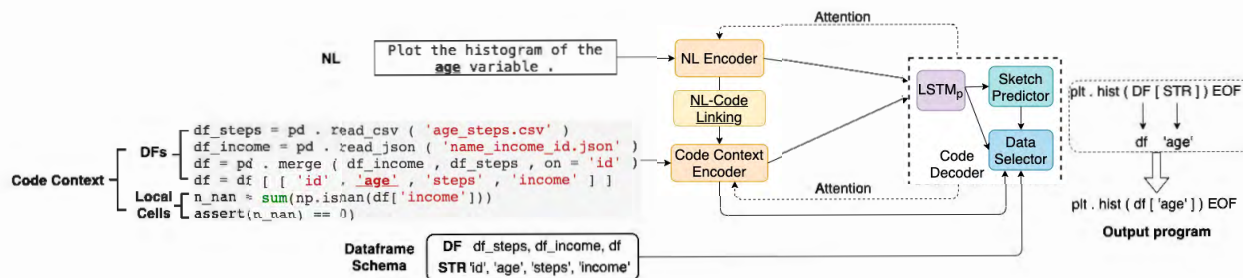 NL
Plot the histogram of the
age variable .
Code Context
DFs
df_steps = pd . read_csv ( 'age_steps.csv' )
df_income = pd . read_json ( 'name_income_id.json' )
df = pd . merge ( df_income , df_steps , on = 'id' )
df = df [ [ 'id' , 'age' , 'steps' , 'income' ] ]
Local
Cells
n_nan = sum(np.isnan(df['income']))
assert(n_nan) == 0)
Dataframe
Schema
DF df_steps, df_income, df
STR 'id', 'age', 'steps', 'income'
Attention
NL Encoder
NL-Code
Linking
Code Context
Encoder
Attention
LSTMp
Sketch
Predictor
Data
Selector
Code
Decoder
plt . hist ( DF [ STR ] ) EOF
df 'age'
plt . hist ( df [ 'age' ] ) EOF
Output program